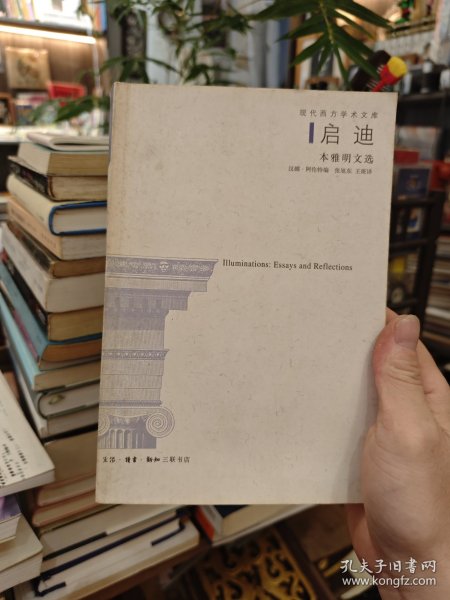 现代西方学术文库
启迪
本雅明文选
汉娜·阿伦特编 张旭东 王斑译
Illuminations: Essays and Reflections
生活·读书·新知三联书店
孔夫子旧书网
www.kongfz.com